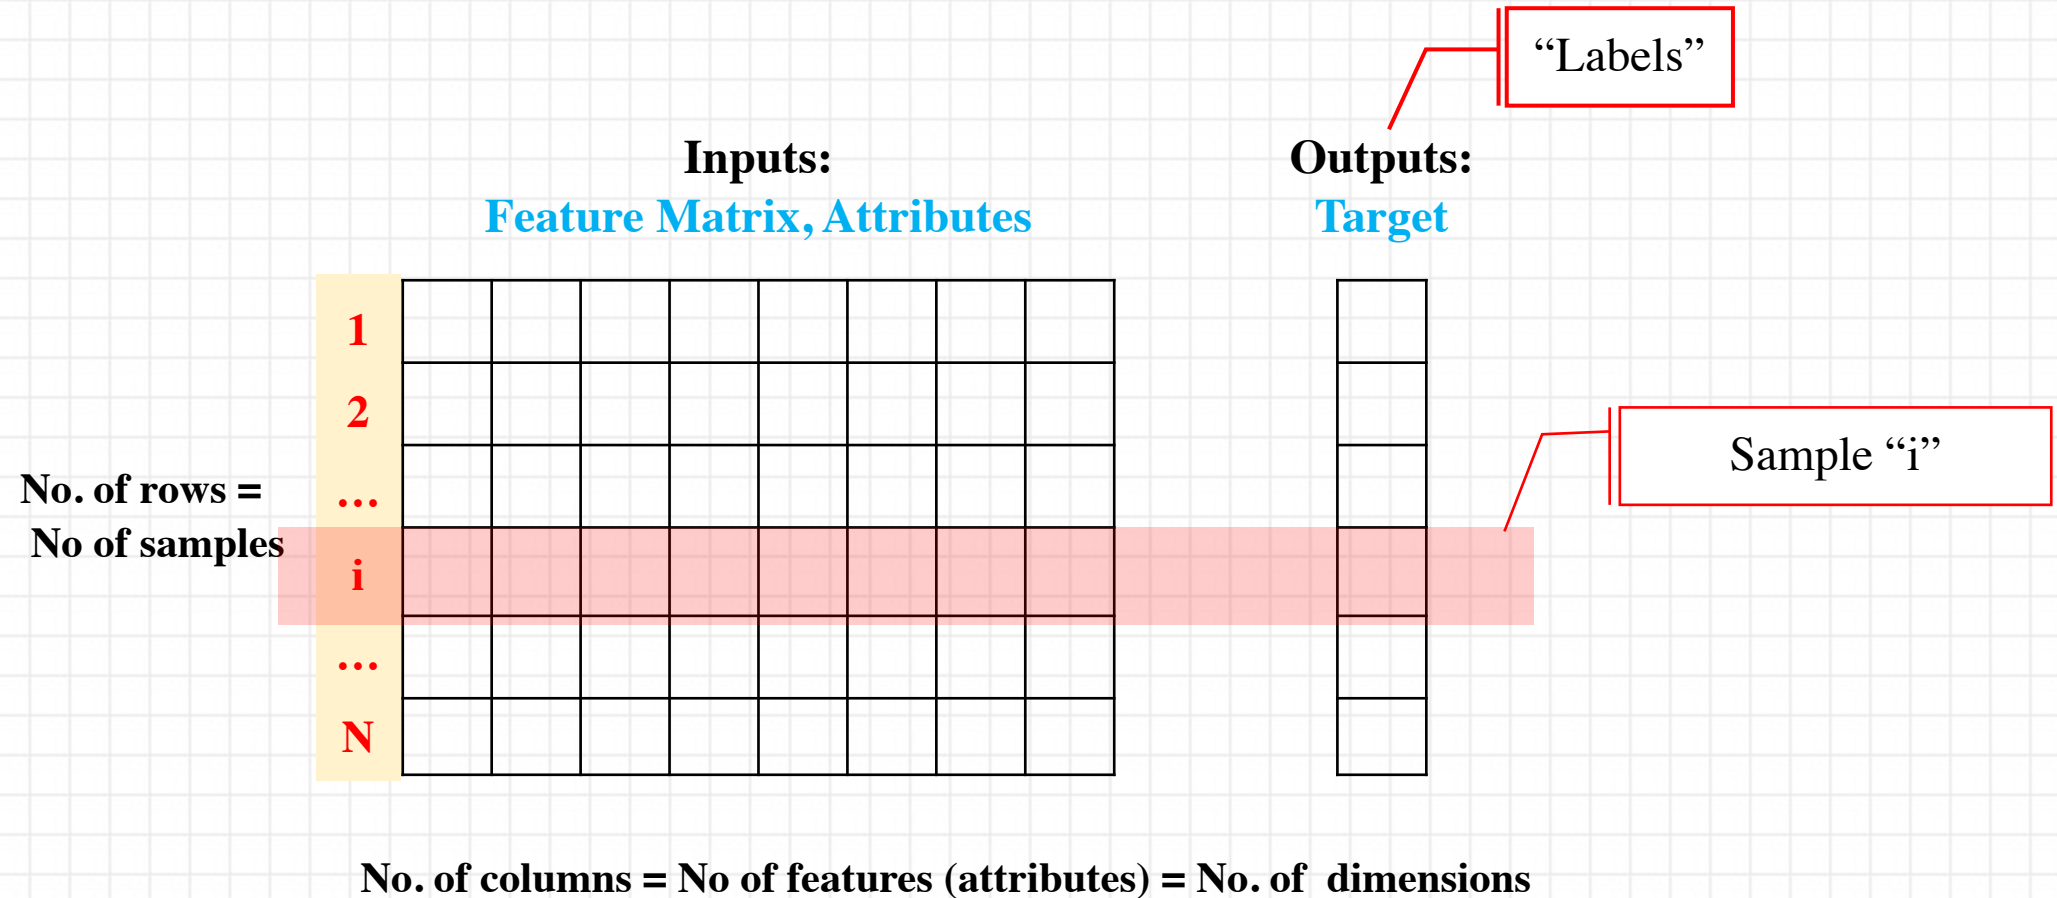 “Labels”
Inputs:
Feature Matrix, Attributes
Outputs:
Target
1
2
...
i
...
N
No. of rows =
No of samples
Sample “i”
No. of columns = No of features (attributes) = No. of dimensions